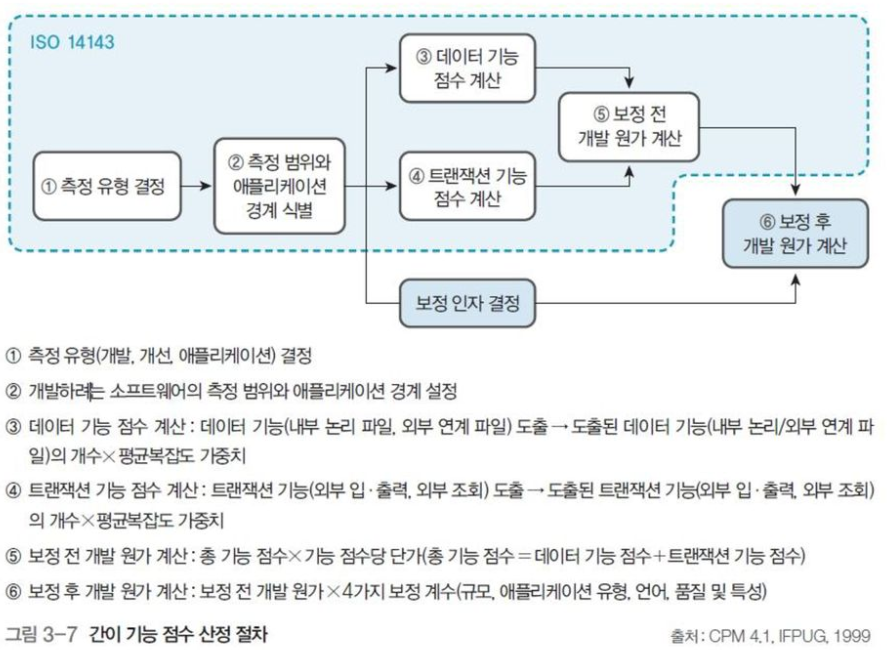 ISO 14143
① 측정 유형 결정
② 측정 범위와
애플리케이션
경계 식별
③ 데이터 기능
점수 계산
④ 트랜잭션 기능
점수 계산
⑤ 보정 전
개발 원가 계산
⑥ 보정 후
개발 원가 계산
보정 인자 결정
① 측정 유형(개발, 개선, 애플리케이션) 결정
② 개발하려는 소프트웨어의 측정 범위와 애플리케이션 경계 설정
③ 데이터 기능 점수 계산 : 데이터 기능(내부 논리 파일, 외부 연계 파일) 도출 → 도출된 데이터 기능(내부 논리/외부 연계 파
일)의 개수×평균복잡도 가중치
④ 트랜잭션 기능 점수 계산 : 트랜잭션 기능(외부 입·출력, 외부 조회) 도출 → 도출된 트랜잭션 기능(외부 입·출력, 외부 조회)
의 개수×평균복잡도 가중치
⑤ 보정 전 개발 원가 계산 : 총 기능 점수×기능 점수당 단가(총 기능 점수=데이터 기능 점수+트랜잭션 기능 점수)
⑥ 보정 후 개발 원가 계산 : 보정 전 개발 원가×4가지 보정 계수(규모, 애플리케이션 유형, 언어, 품질 및 특성)
그림 3-7 간이 기능 점수 산정 절차
출처 : CPM 4.1, IFPUG, 1999